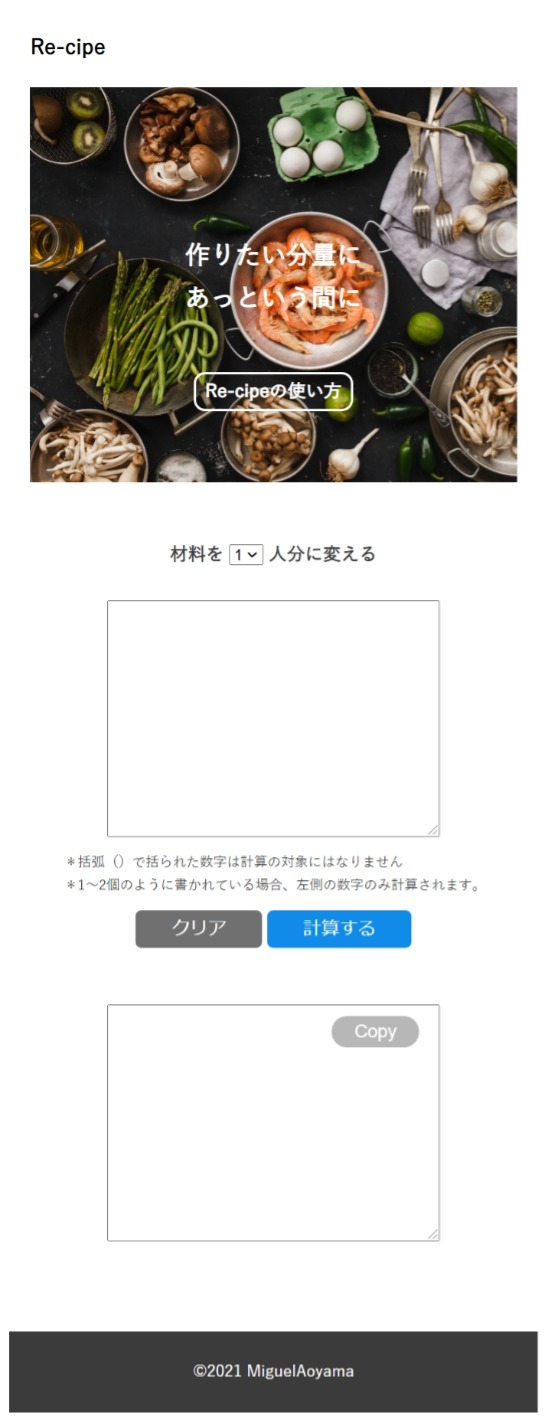 Re-cipe
作りたい分量に
あっという間に
Re-cipeの使い方
材料を 1 人分に変える
＊括弧（）で括られた数字は計算の対象にはなりません
＊1〜2個のように書かれている場合、左側の数字のみ計算されます。
クリア 計算する
Copy
©2021 MiguelAoyama